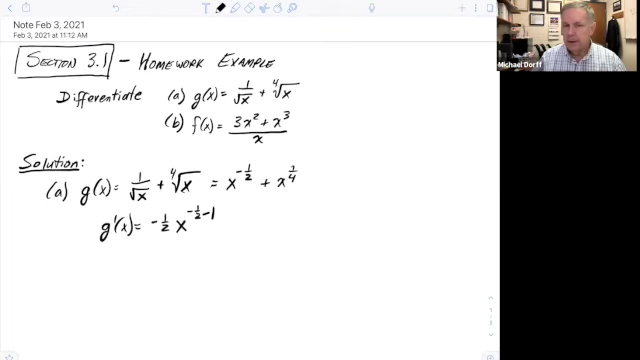 Note Feb 3, 2021
Feb 3, 2021 at 11:12 AM
SECTION 3.1 - HOMEWORK EXAMPLE
Differentiate (a) g(x) = 1/√x + ⁴√x
(b) f(x) = (3x² + x³)/x
Solution:
(a) g(x) = 1/√x + ⁴√x = x^(-1/2) + x^(1/4)
g'(x) = -1/2 x^(-1/2 -1)
Michael Dorff